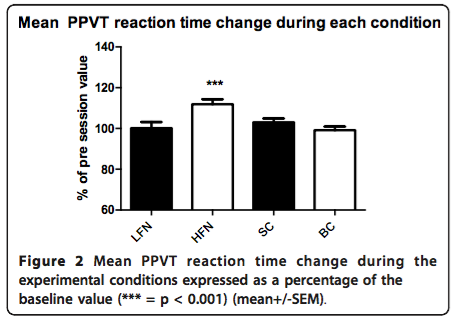 Mean PPVT reaction time change during each condition
% of pre session value
140
120
100
80
60
***
LFN
HFN
SC
BC
Figure 2 Mean PPVT reaction time change during the
experimental conditions expressed as a percentage of the
baseline value (*** = p < 0.001) (mean+/-SEM).